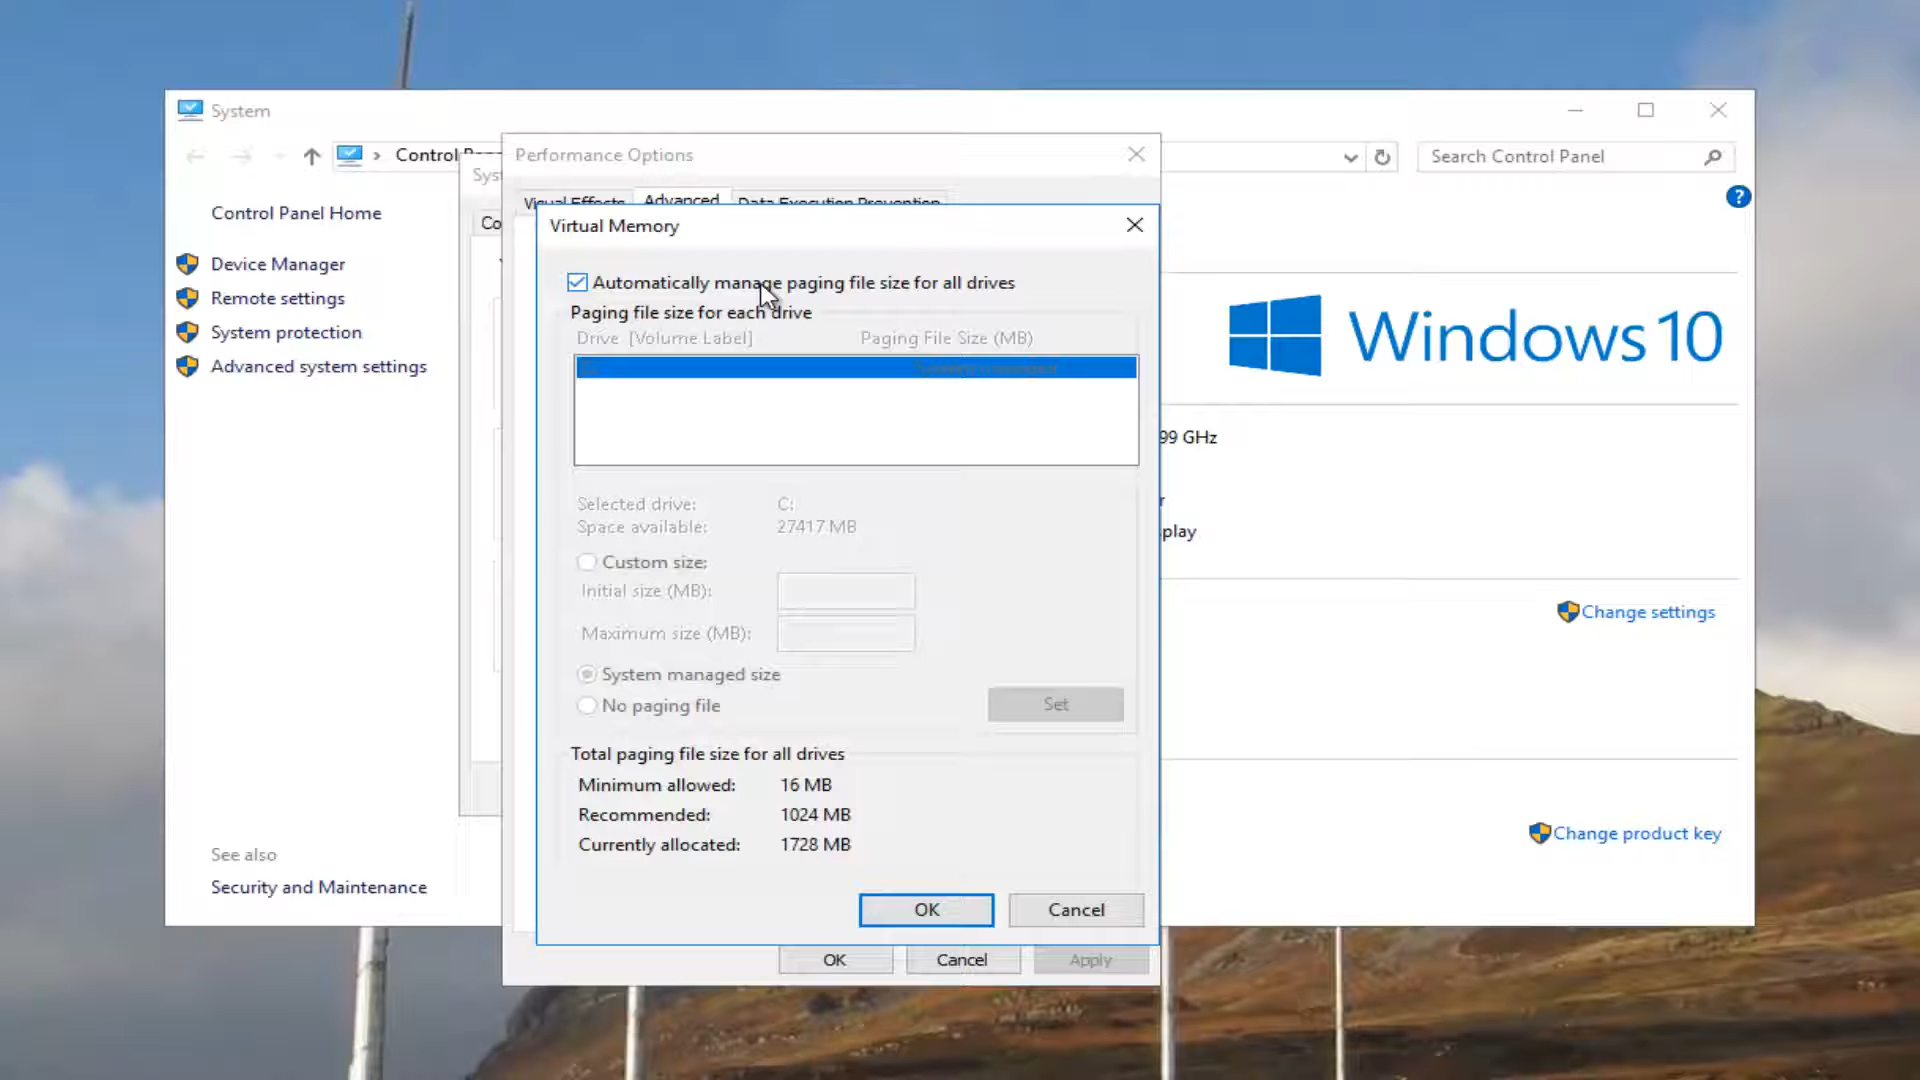 System
Control
Search Control Panel
Performance Options
Visual Effects
Advanced
Data Execution Prevention
Control Panel Home
Device Manager
Remote settings
System protection
Advanced system settings
See also
Security and Maintenance
Virtual Memory
Automatically manage paging file size for all drives
Paging file size for each drive
Drive [Volume Label]
Paging File Size (MB)
Selected drive:
C:
Space available:
27417 MB
Custom size:
Initial size (MB):
Maximum size (MB):
System managed size
No paging file
Set
Total paging file size for all drives
Minimum allowed:
16 MB
Recommended:
1024 MB
Currently allocated:
1728 MB
OK
Cancel
OK
Cancel
Apply
Windows 10
99 GHz
play
Change settings
Change product key